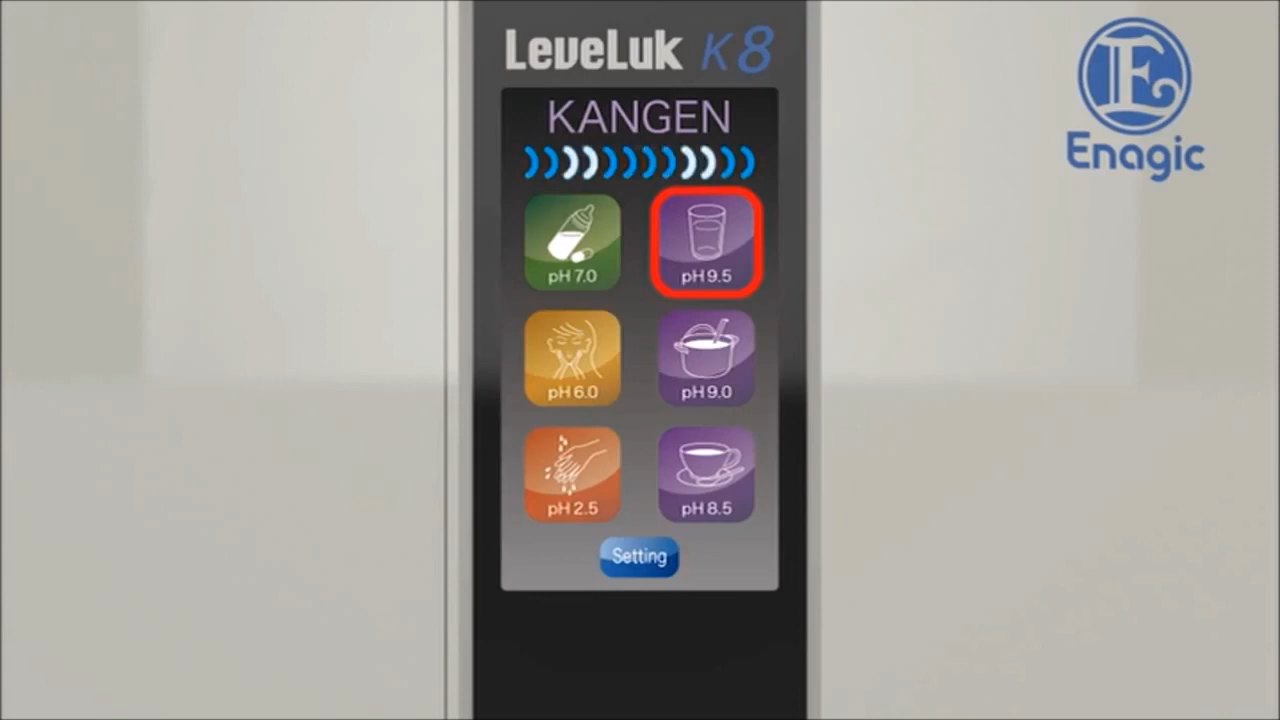 LeveLuk K8
E
Enagic
KANGEN
pH 7.0
pH 9.5
pH 6.0
pH 9.0
pH 2.5
pH 8.5
Setting